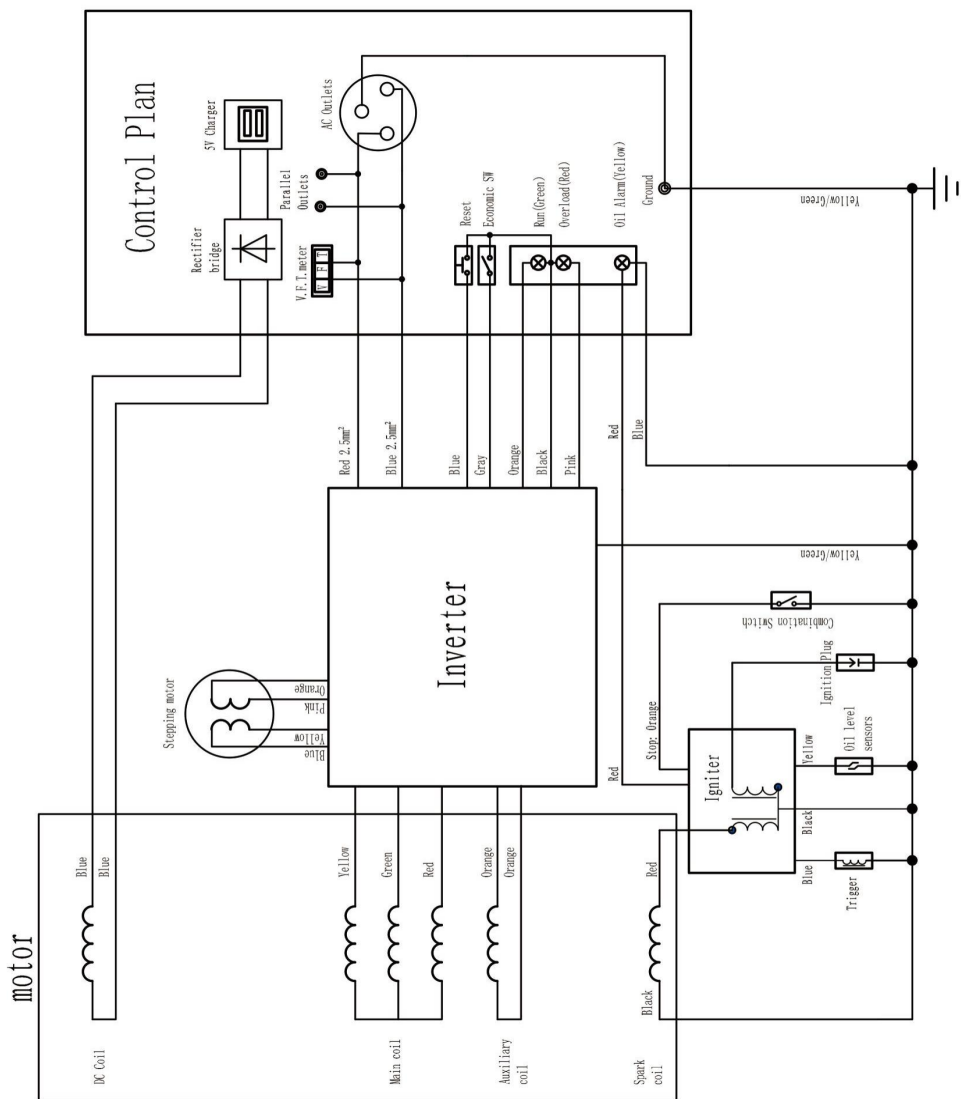 Control Plan
5V Charger
Rectifier
bridge
Parallel
Outlets
V.F.T.meter
V F T
AC Outlets
Reset
Economic SW
Run(Green)
Overload(Red)
Oil Alarm(Yellow)
Ground
Yellow/Green
Red 2.5mm²
Blue 2.5mm²
Blue
Gray
Orange
Black
Pink
Red
Blue
Inverter
Yellow/Green
Stepping motor
Orange
Pink
Yellow
Blue
Combination Switch
Ignition Plug
Stop: Orange
Red
Igniter
Yellow
Oil level
sensors
Black
Blue
Trigger
motor
Blue
Blue
DC Coil
Yellow
Green
Red
Main coil
Orange
Orange
Auxiliary
coil
Red
Black
Spark
coil